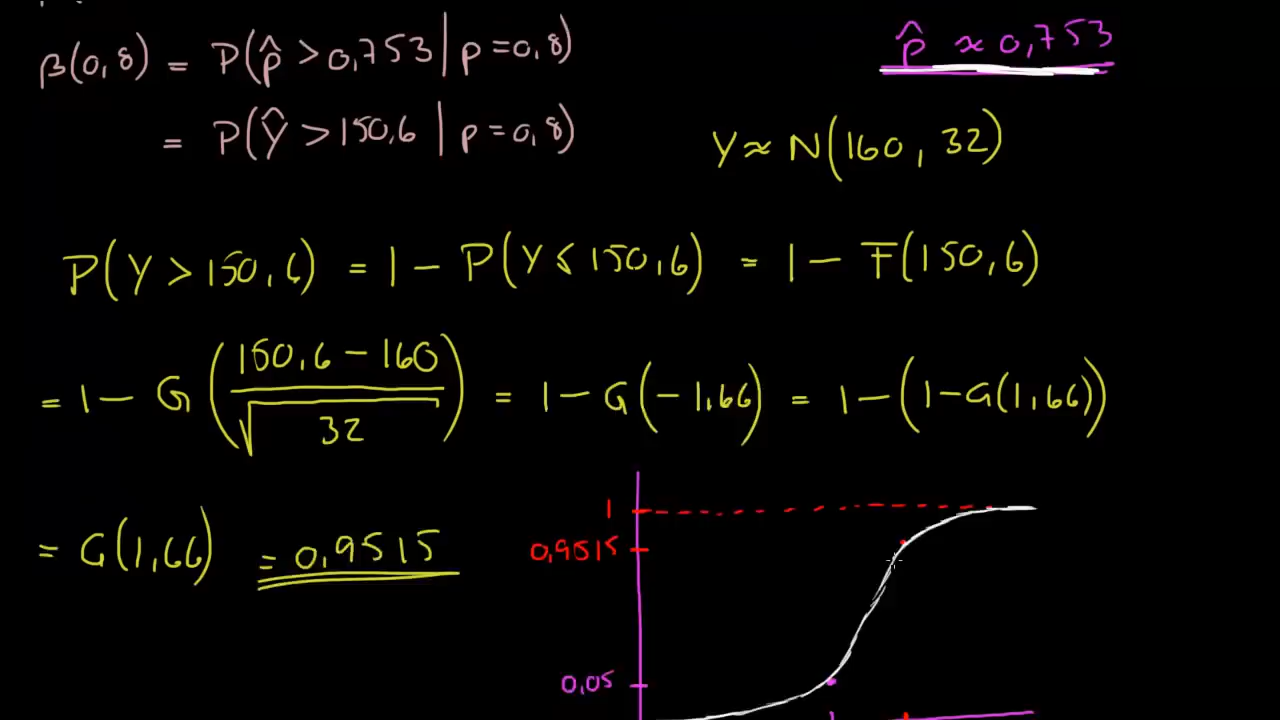 β(0,8) = P(p̂ > 0,753 | p = 0,8)
p̂ ≈ 0,753
= P(Ŷ > 150,6 | p = 0,8)
Y ≈ N(160, 32)
P(Y > 150,6) = 1 - P(Y ≤ 150,6) = 1 - F(150,6)
= 1 - G((150,6 - 160)/√32) = 1 - G(-1,66) = 1 - (1 - G(1,66))
= G(1,66) = 0,9515
1
0,9515
0,05